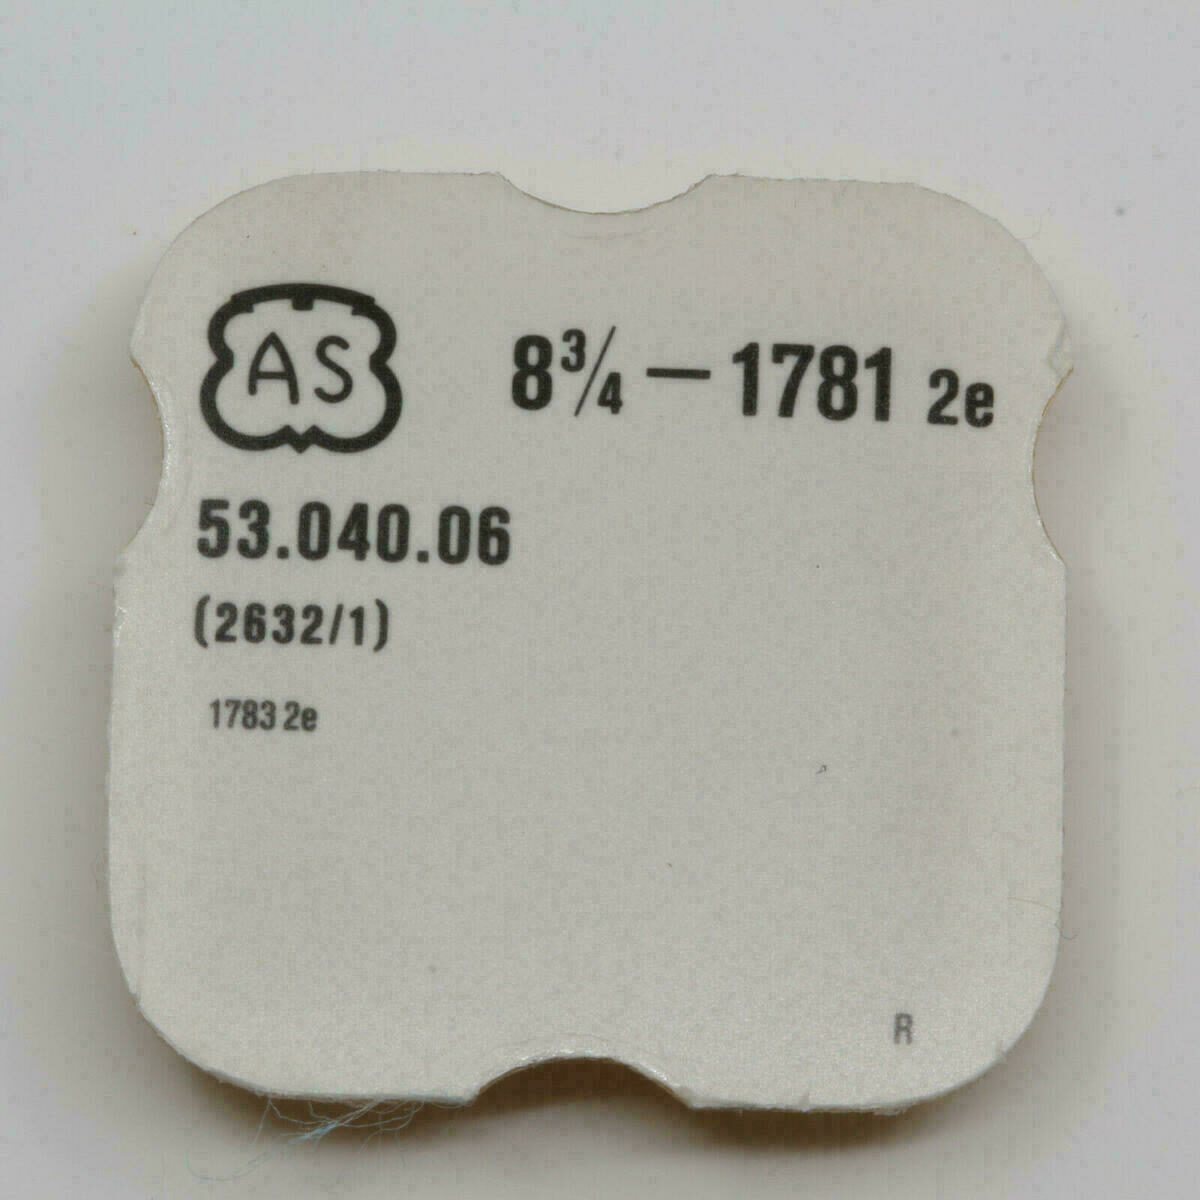 AS
8¾ – 1781 2e
53.040.06
(2632/1)
1783 2e
R